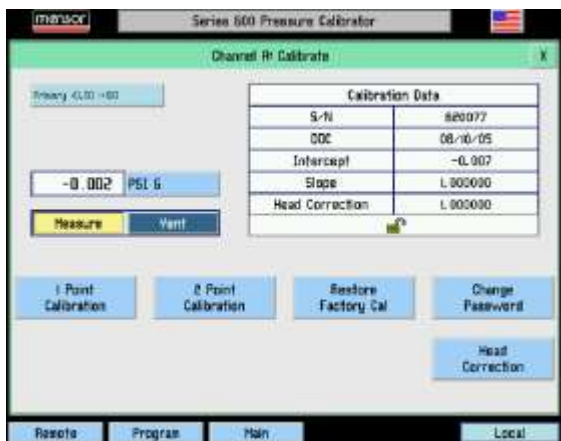 mensor
Series 600 Pressure Calibrator
Channel A: Calibrate X
Primary
Calibration Data
S/N 620077
DOC 08/10/05
Intercept -0.007
Slope 1.000000
Head Correction 1.000000
-0.002 PSI G
Measure Vent
1 Point Calibration
2 Point Calibration
Restore Factory Cal
Change Password
Head Correction
Remote Program Main Local